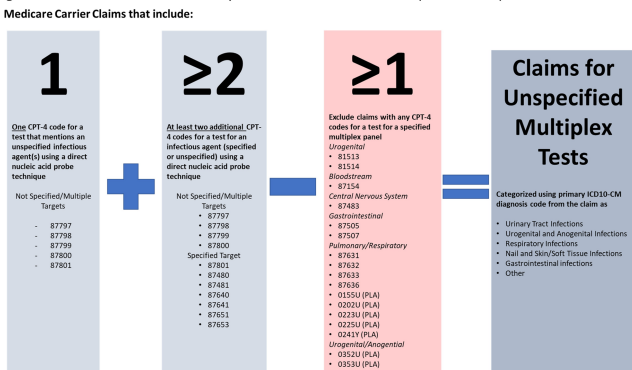 Medicare Carrier Claims that include:
1
One CPT-4 code for a
test that mentions an
unspecified infectious
agent(s) using a direct
nucleic acid probe
technique
Not Specified/Multiple
Targets
- 87797
- 87798
- 87799
- 87800
- 87801
≥2
At least two additional CPT-
4 codes for a test for an
infectious agent (specified
or unspecified) using a
direct nucleic acid probe
technique
Not Specified/Multiple
Targets
• 87797
• 87798
• 87799
• 87800
Specified Target
• 87801
• 87480
• 87481
• 87640
• 87641
• 87651
• 87653
≥1
Exclude claims with any CPT-4
codes for a test for a specified
multiplex panel
Urogenital
• 81513
• 81514
Bloodstream
• 87154
Central Nervous System
• 87483
Gastrointestinal
• 87505
• 87507
Pulmonary/Respiratory
• 87631
• 87632
• 87633
• 87636
• 0155U (PLA)
• 0202U (PLA)
• 0223U (PLA)
• 0225U (PLA)
• 0241Y (PLA)
Urogenital/Anogential
• 0352U (PLA)
• 0353U (PLA)
Claims for
Unspecified
Multiplex
Tests
Categorized using primary ICD10-CM
diagnosis code from the claim as
• Urinary Tract Infections
• Urogenital and Anogenital Infections
• Respiratory Infections
• Nail and Skin/Soft Tissue Infections
• Gastrointestinal infections
• Other